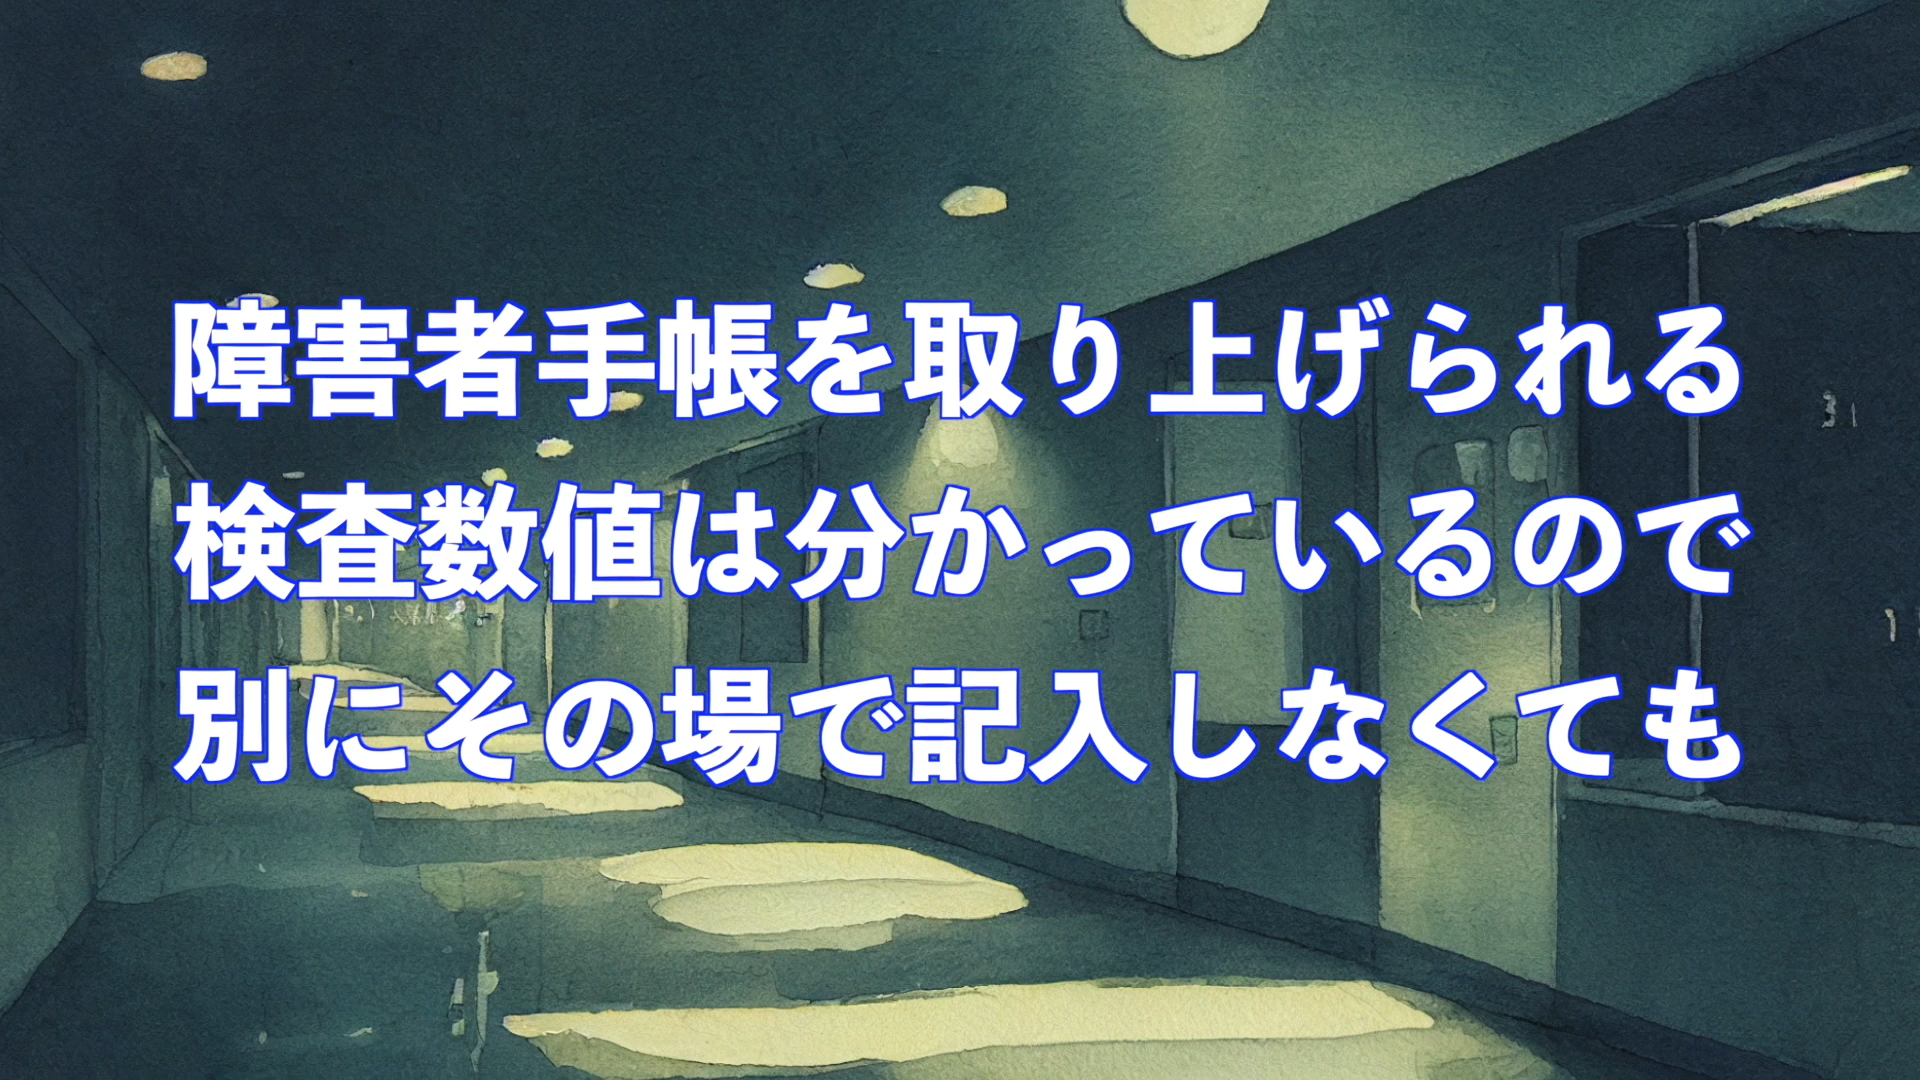 障害者手帳を取り上げられる
検査数値は分かっているので
別にその場で記入しなくても